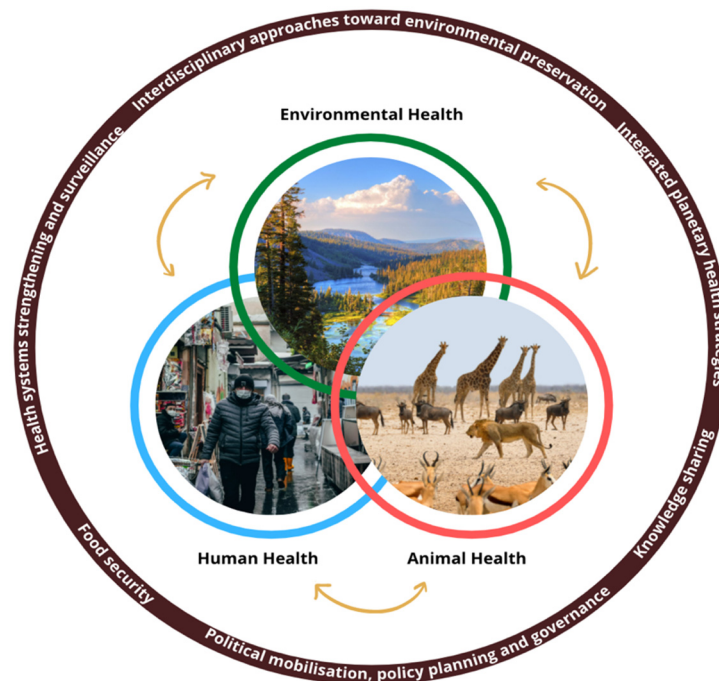 Interdisciplinary approaches toward environmental preservation
Integrated planetary health strategies
Health systems strengthening and surveillance
Environmental Health
Human Health
Animal Health
Knowledge sharing
Food security
Political mobilisation, policy planning and governance